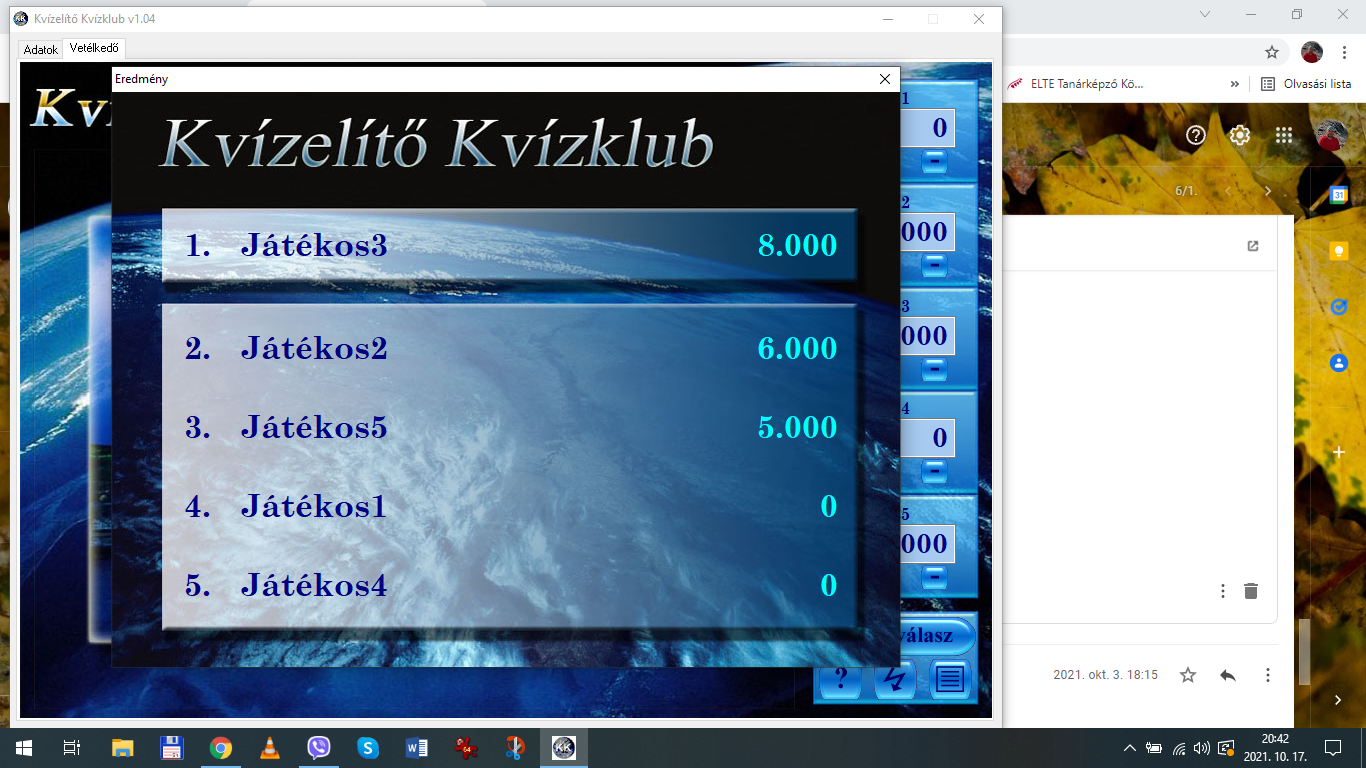 Kvízelítő Kvízklub v1.04
Adatok
Vetélkedő
Eredmény
Kvízelítő Kvízklub
1. Játékos3 8.000
2. Játékos2 6.000
3. Játékos5 5.000
4. Játékos1 0
5. Játékos4 0
1
0
-
2
000
-
3
000
-
4
0
-
5
000
-
válasz
?
ELTE Tanárképző Kö...
»
Olvasási lista
6/1.
31
2021. okt. 3. 18:15
KK
20:42
2021. 10. 17.